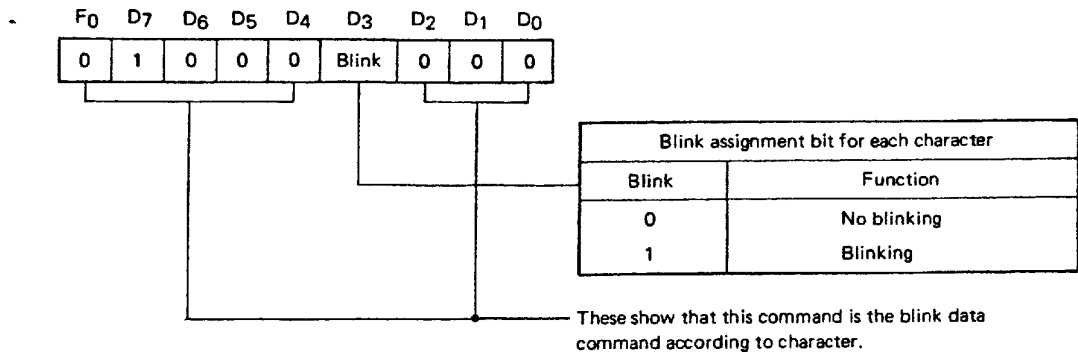 F0 D7 D6 D5 D4 D3 D2 D1 D0
0 1 0 0 0 Blink 0 0 0
Blink assignment bit for each character
Blink Function
0 No blinking
1 Blinking
These show that this command is the blink data
command according to character.